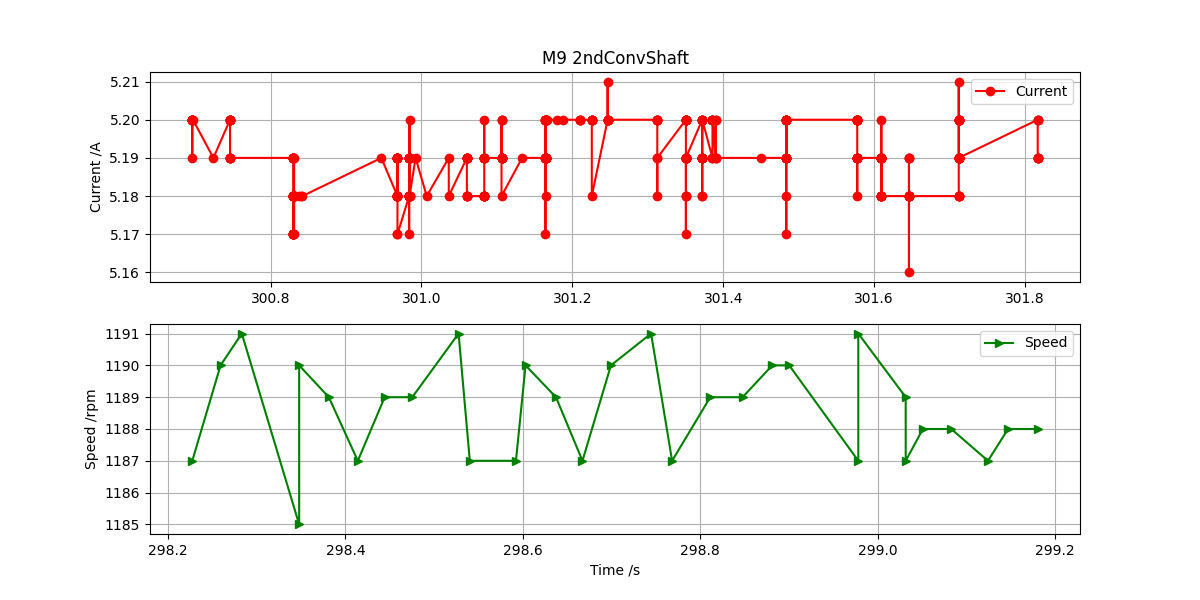 M9 2ndConvShaft
Current /A
5.21
5.20
5.19
5.18
5.17
5.16
Current
300.8 301.0 301.2 301.4 301.6 301.8
Speed /rpm
1191
1190
1189
1188
1187
1186
1185
Speed
298.2 298.4 298.6 298.8 299.0 299.2
Time /s